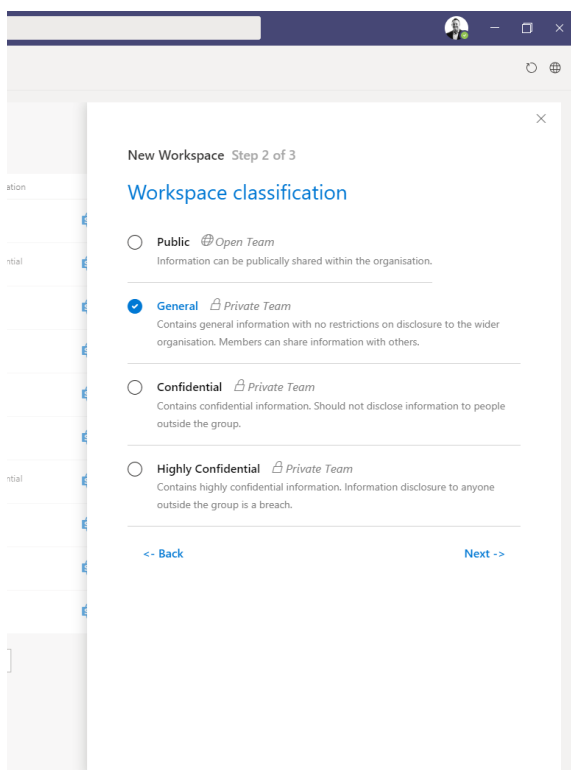 New Workspace Step 2 of 3
Workspace classification
Public Open Team
Information can be publically shared within the organisation.
General Private Team
Contains general information with no restrictions on disclosure to the wider
organisation. Members can share information with others.
Confidential Private Team
Contains confidential information. Should not disclose information to people
outside the group.
Highly Confidential Private Team
Contains highly confidential information. Information disclosure to anyone
outside the group is a breach.
<- Back Next ->